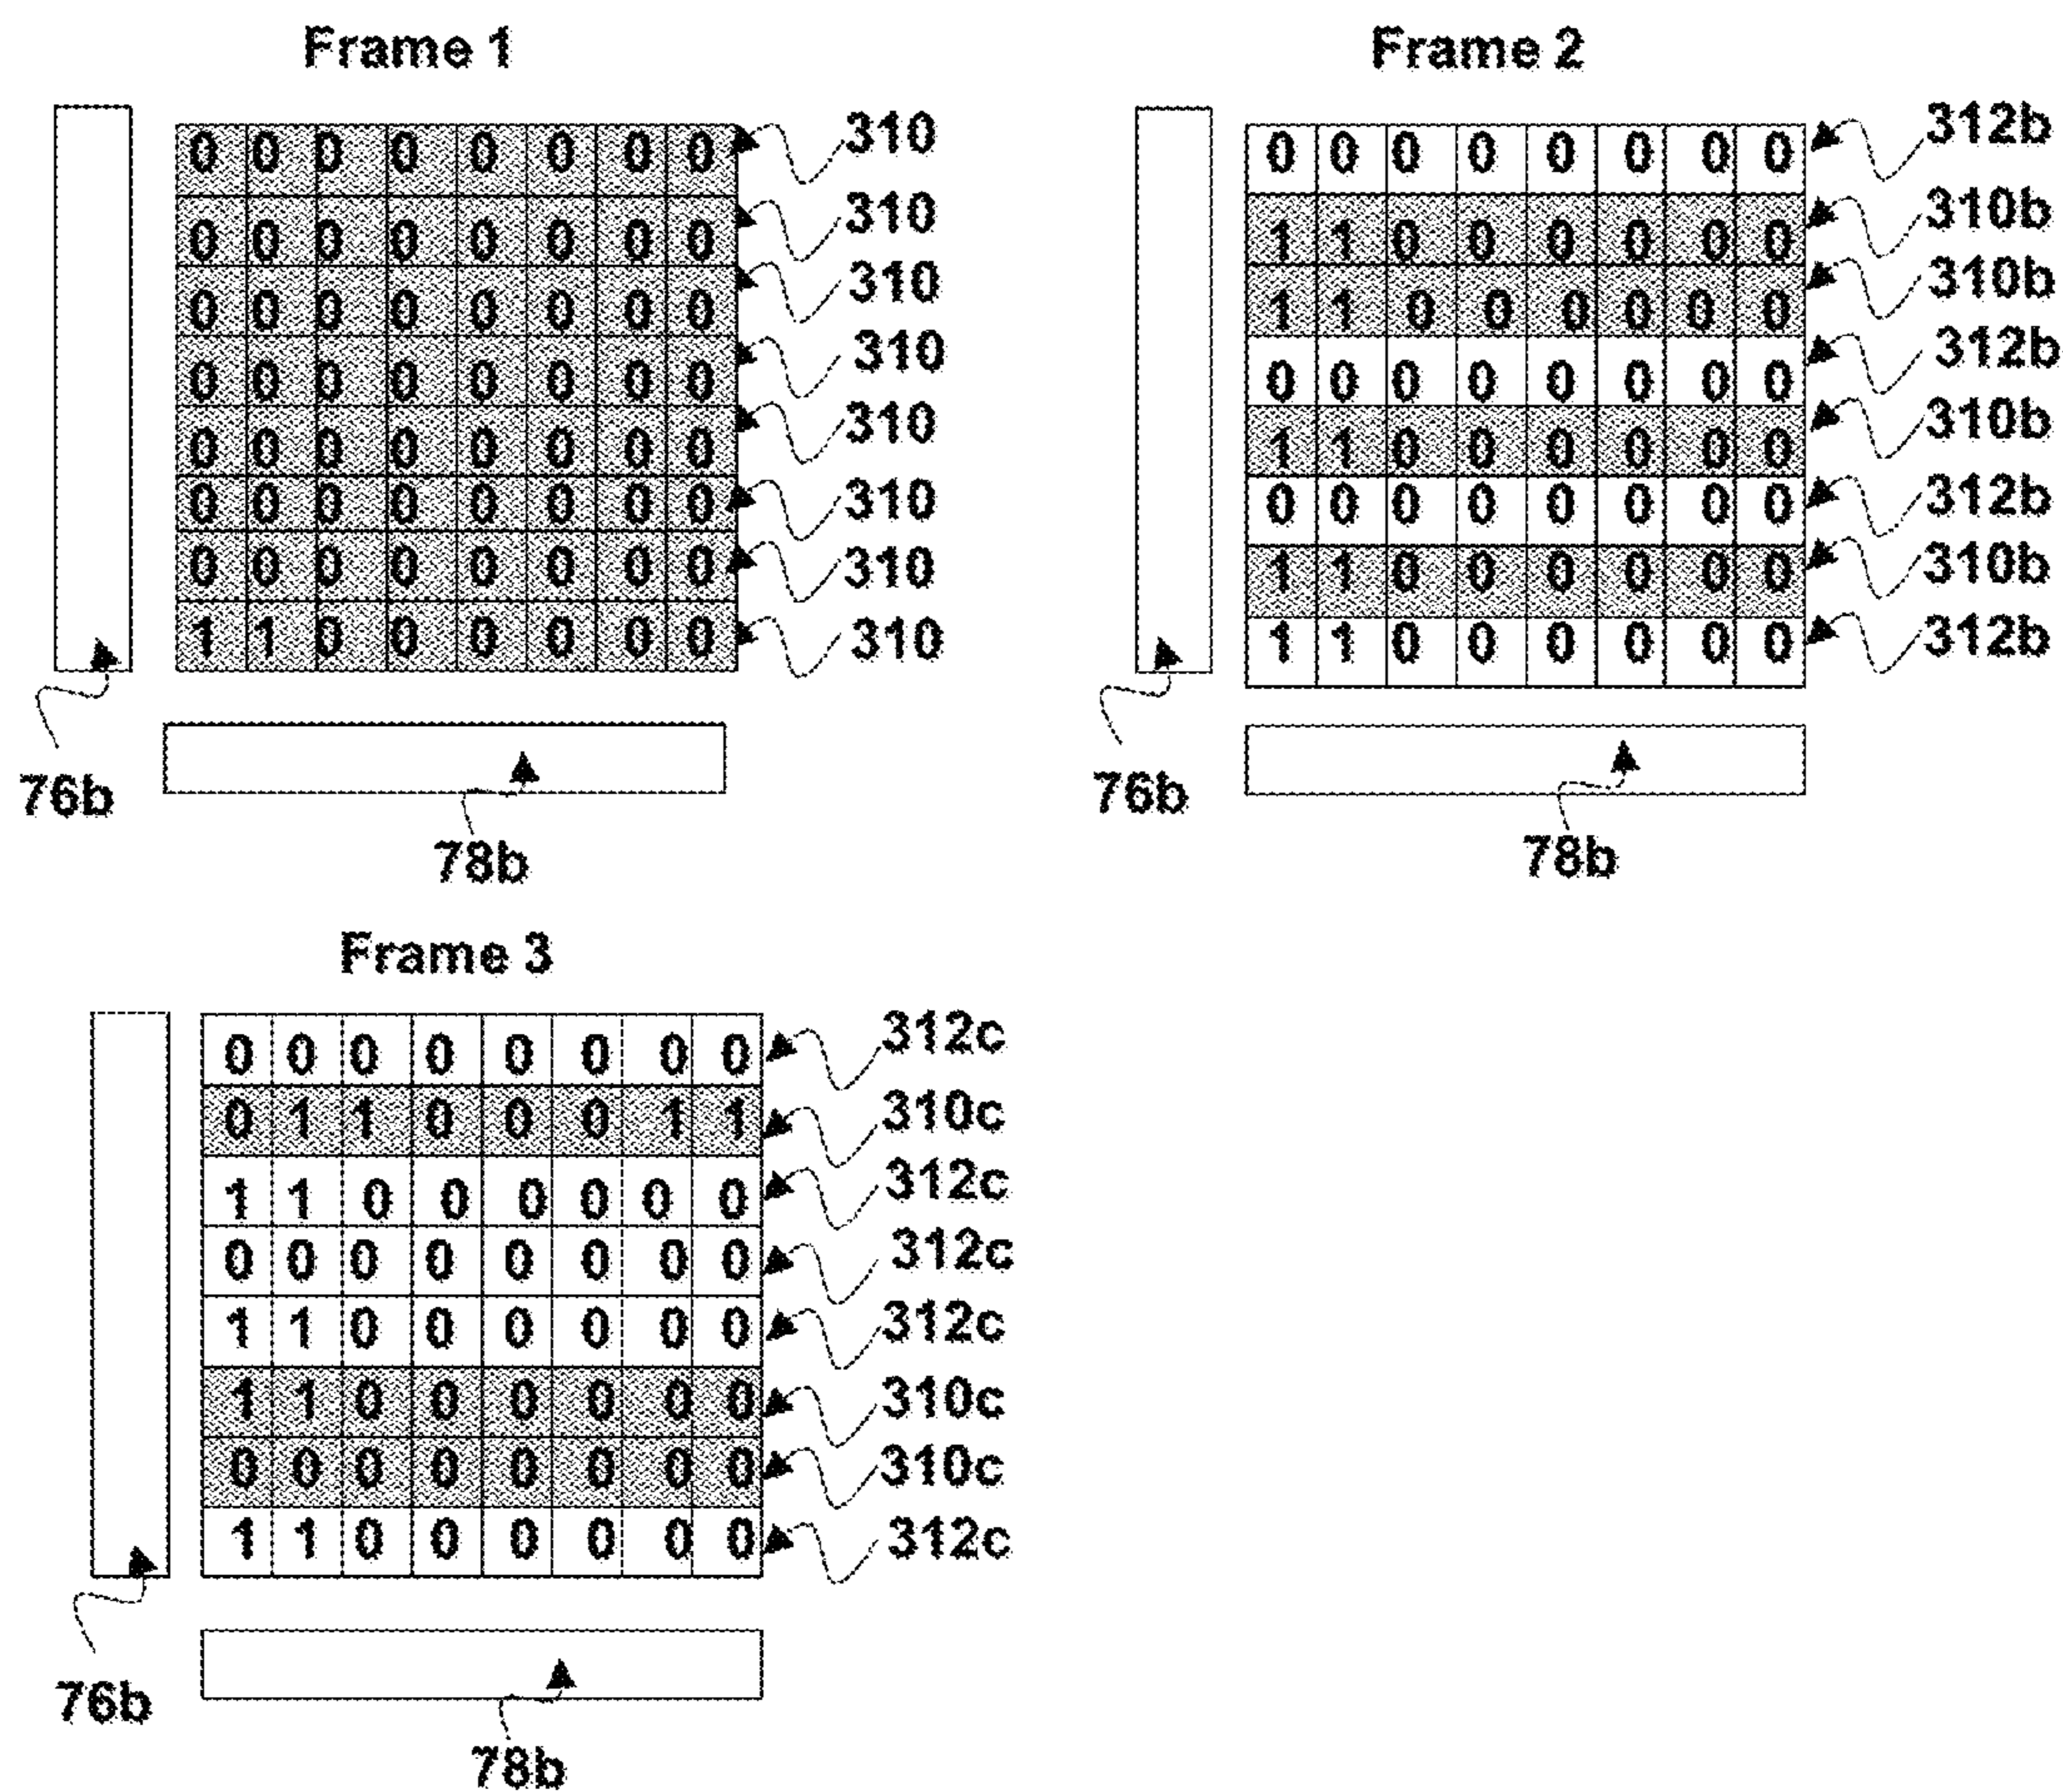 Frame 1
0 0 0 0 0 0 0 0 310
0 0 0 0 0 0 0 0 310
0 0 0 0 0 0 0 0 310
0 0 0 0 0 0 0 0 310
0 0 0 0 0 0 0 0 310
0 0 0 0 0 0 0 0 310
0 0 0 0 0 0 0 0 310
1 1 0 0 0 0 0 0 310
76b
78b
Frame 2
0 0 0 0 0 0 0 0 312b
1 1 0 0 0 0 0 0 310b
1 1 0 0 0 0 0 0 310b
0 0 0 0 0 0 0 0 312b
1 1 0 0 0 0 0 0 310b
0 0 0 0 0 0 0 0 312b
1 1 0 0 0 0 0 0 310b
1 1 0 0 0 0 0 0 312b
76b
78b
Frame 3
0 0 0 0 0 0 0 0 312c
0 1 1 0 0 0 1 1 310c
1 1 0 0 0 0 0 0 312c
0 0 0 0 0 0 0 0 312c
1 1 0 0 0 0 0 0 312c
1 1 0 0 0 0 0 0 310c
0 0 0 0 0 0 0 0 310c
1 1 0 0 0 0 0 0 312c
76b
78b